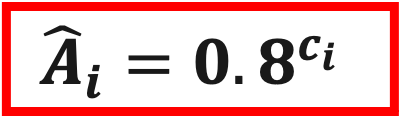 Â_i = 0.8^{c_i}